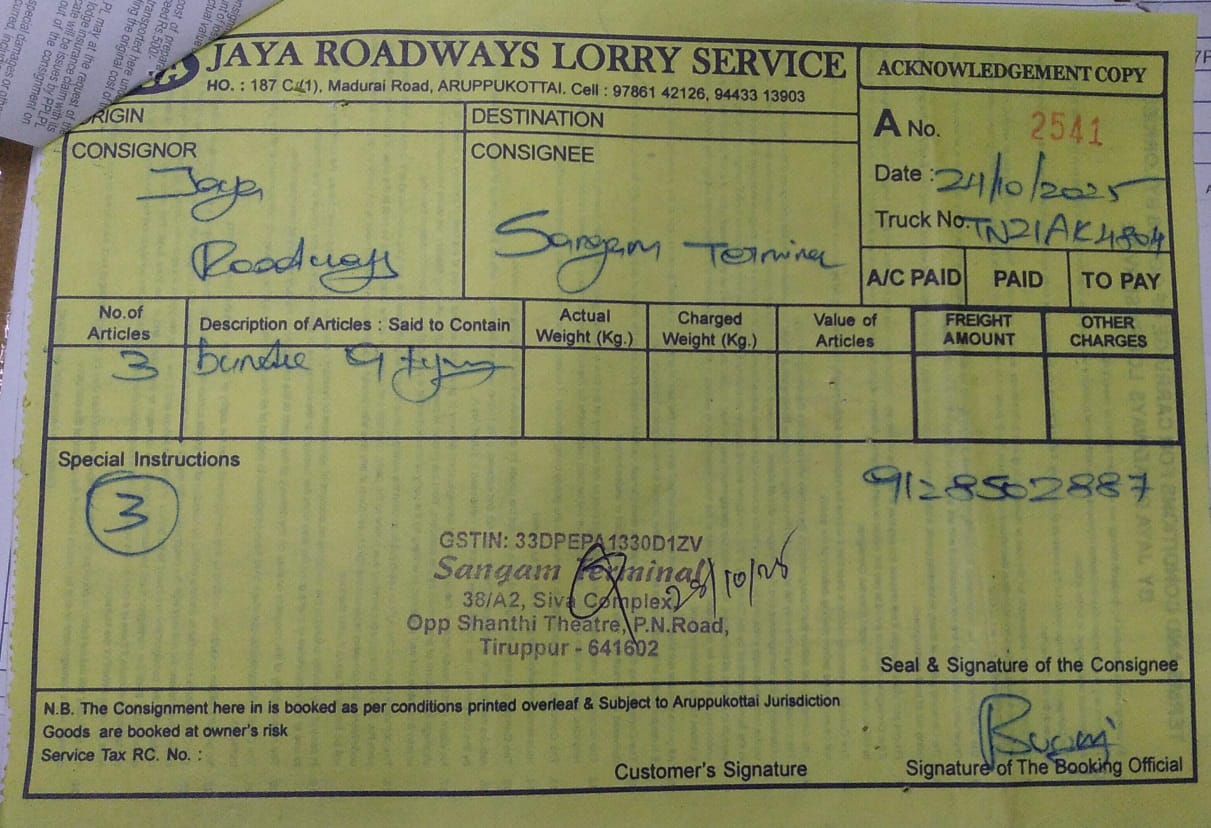 JAYA ROADWAYS LORRY SERVICE
HO. : 187 C (1), Madurai Road, ARUPPUKOTTAI. Cell : 97861 42126, 94433 13903
ACKNOWLEDGEMENT COPY
ORIGIN
DESTINATION
A No. 2541
CONSIGNOR
CONSIGNEE
Date : 24/10/2025
Jaya
Roadways
Sangam Terminal
Truck No. TN21AK4804
A/C PAID PAID TO PAY
No.of Articles
Description of Articles : Said to Contain
Actual Weight (Kg.)
Charged Weight (Kg.)
Value of Articles
FREIGHT AMOUNT
OTHER CHARGES
3 bundle
Special Instructions
3
9128502887
GSTIN: 33DPEPA1330D1ZV
Sangam Terminal
28/10/25
38/A2, Siva Complex,
Opp Shanthi Theatre, P.N.Road,
Tiruppur - 641602
Seal & Signature of the Consignee
N.B. The Consignment here in is booked as per conditions printed overleaf & Subject to Aruppukottai Jurisdiction
Goods are booked at owner's risk
Service Tax RC. No. :
Customer's Signature
Signature of The Booking Official